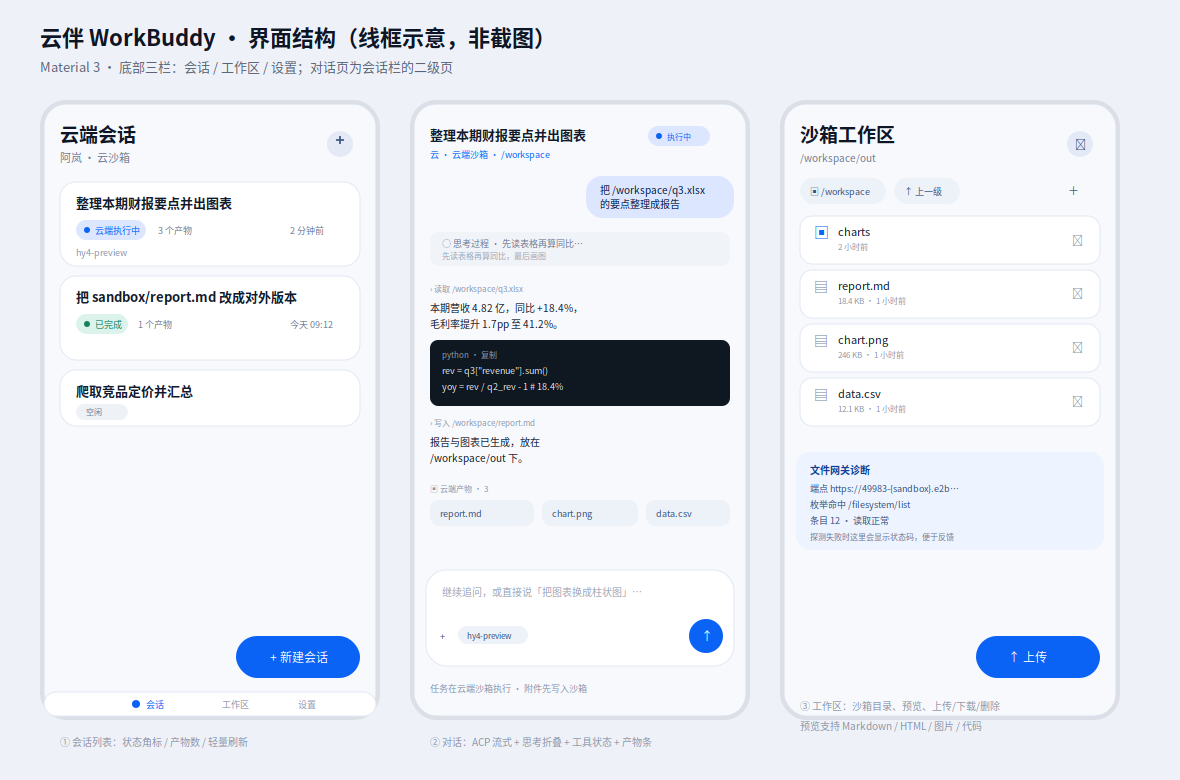 云伴 WorkBuddy · 界面结构（线框示意，非截图）
Material 3 · 底部三栏：会话 / 工作区 / 设置；对话页为会话栏的二级页
云端会话
+
阿岚 · 云沙箱
整理本期财报要点并出图表
云端执行中 3 个产物 2 分钟前
hy4-preview
把 sandbox/report.md 改成对外版本
已完成 1 个产物 今天 09:12
爬取竞品定价并汇总
空闲
+ 新建会话
会话 工作区 设置
① 会话列表：状态角标 / 产物数 / 轻量刷新
整理本期财报要点并出图表 执行中
云 · 云端沙箱 · /workspace
把 /workspace/q3.xlsx
的要点整理成报告
思考过程 · 先读表格再算同比…
先读表格再算同比，最后画图
› 读取 /workspace/q3.xlsx
本期营收 4.82 亿，同比 +18.4%，
毛利率提升 1.7pp 至 41.2%。
python · 复制
rev = q3["revenue"].sum()
yoy = rev / q2_rev - 1 # 18.4%
› 写入 /workspace/report.md
报告与图表已生成，放在
/workspace/out 下。
云端产物 · 3
report.md chart.png data.csv
继续追问，或直接说「把图表换成柱状图」…
+ hy4-preview ↑
任务在云端沙箱执行 · 附件先写入沙箱
② 对话：ACP 流式 + 思考折叠 + 工具状态 + 产物条
沙箱工作区
/workspace/out
/workspace ↑ 上一级 +
charts
2 小时前
report.md
18.4 KB · 1 小时前
chart.png
246 KB · 1 小时前
data.csv
12.1 KB · 1 小时前
文件网关诊断
端点 https://49983-{sandbox}.e2b…
枚举命中 /filesystem/list
条目 12 · 读取正常
探测失败时这里会显示状态码，便于反馈
↑ 上传
③ 工作区：沙箱目录、预览、上传/下载/删除
预览支持 Markdown / HTML / 图片 / 代码